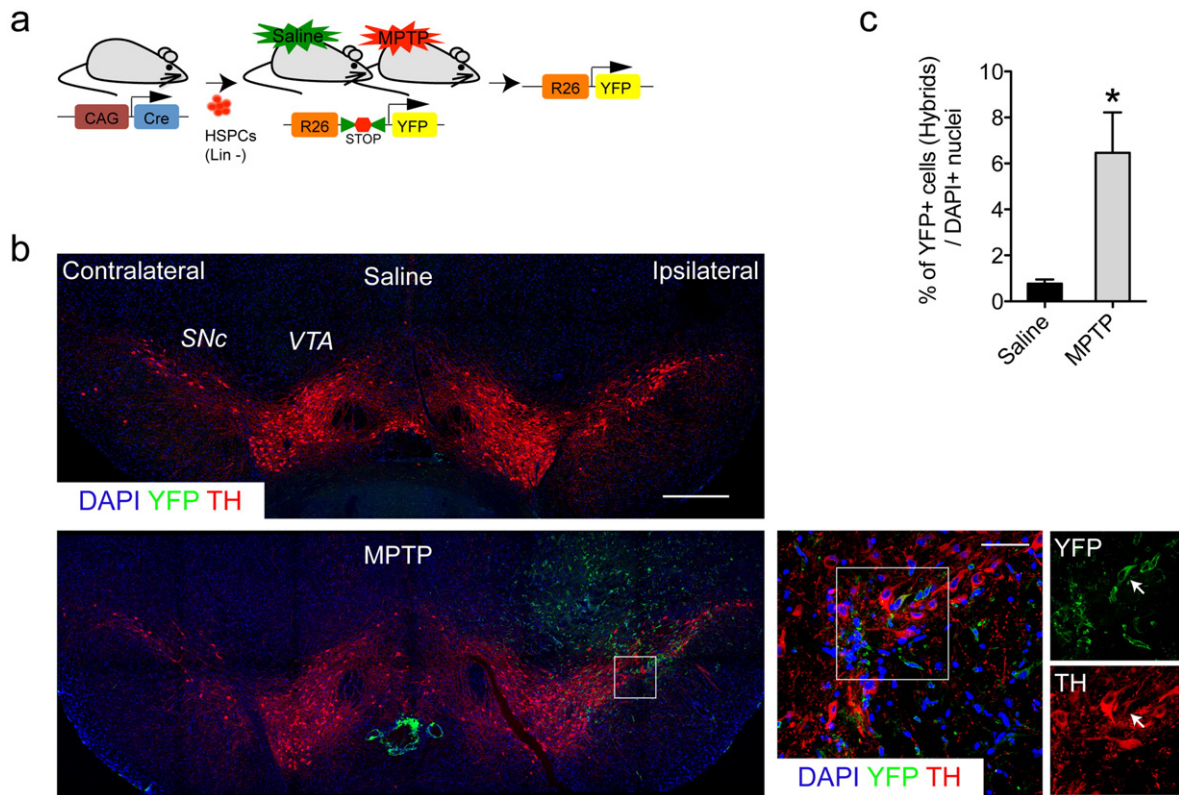 a
Saline
MPTP
CAG
Cre
HSPCs
(Lin -)
R26
STOP
YFP
R26
YFP
c
% of YFP+ cells (Hybrids)
/ DAPI+ nuclei
10
8
6
4
2
0
*
Saline
MPTP
b
Contralateral
Saline
Ipsilateral
SNc
VTA
DAPI YFP TH
MPTP
DAPI YFP TH
YFP
TH